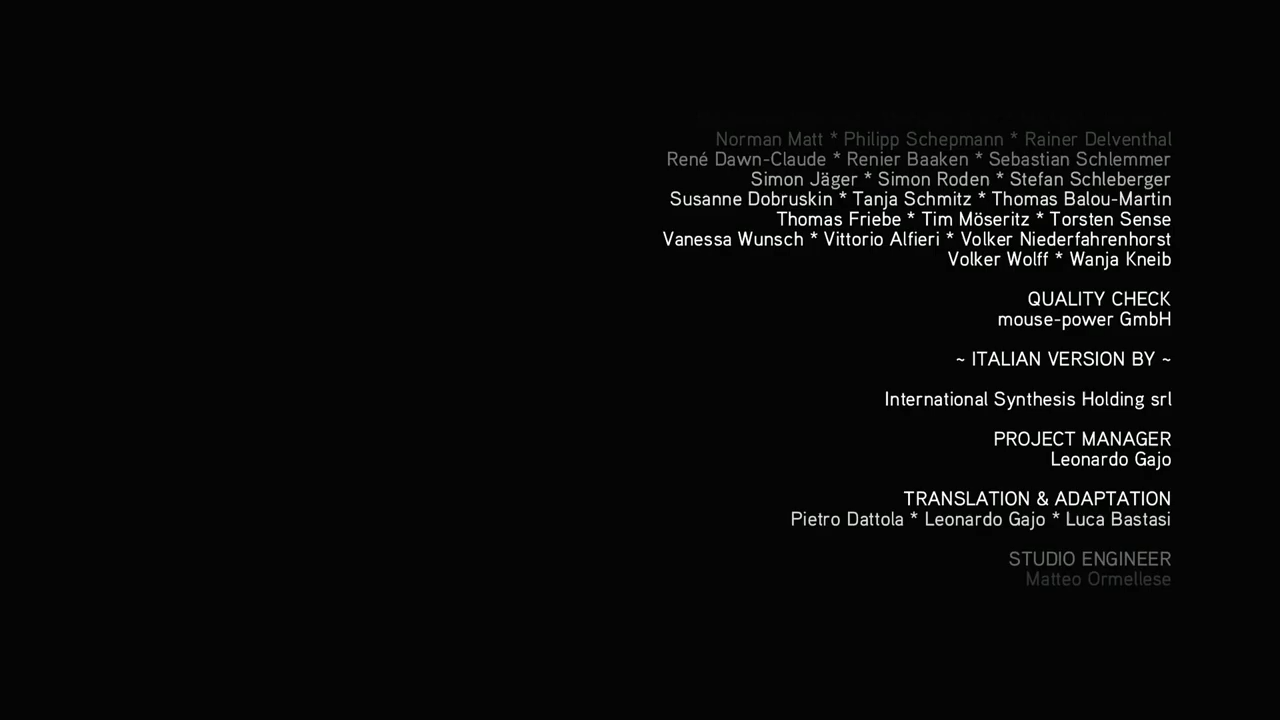 Norman Matt * Philipp Schepmann * Rainer Delventhal
René Dawn-Claude * Renier Baaken * Sebastian Schlemmer
Simon Jäger * Simon Roden * Stefan Schleberger
Susanne Dobruskin * Tanja Schmitz * Thomas Balou-Martin
Thomas Friebe * Tim Möseritz * Torsten Sense
Vanessa Wunsch * Vittorio Alfieri * Volker Niederfahrenhorst
Volker Wolff * Wanja Kneib
QUALITY CHECK
mouse-power GmbH
~ ITALIAN VERSION BY ~
International Synthesis Holding srl
PROJECT MANAGER
Leonardo Gajo
TRANSLATION & ADAPTATION
Pietro Dattola * Leonardo Gajo * Luca Bastasi
STUDIO ENGINEER
Matteo Ormellese